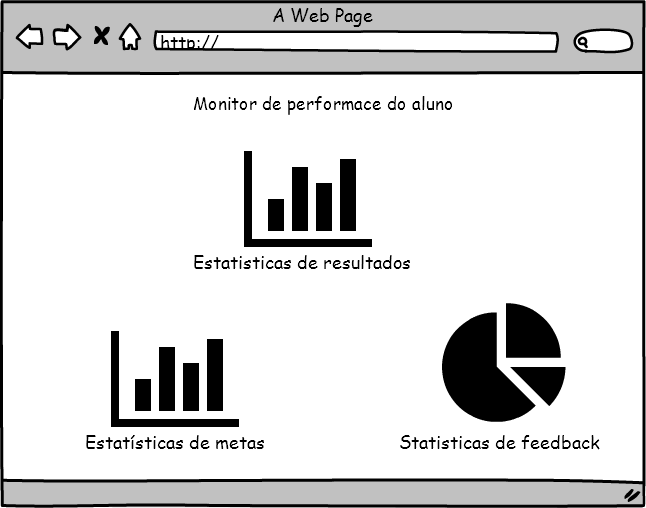 A Web Page
http://
Monitor de performace do aluno
Estatisticas de resultados
Estatísticas de metas
Statisticas de feedback